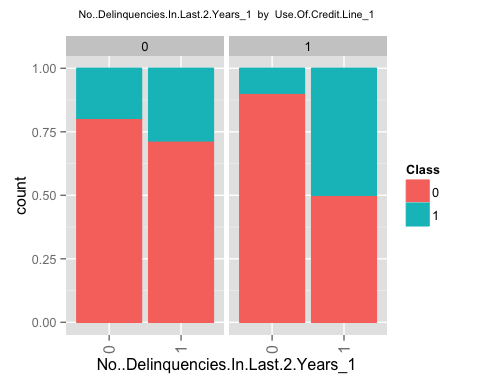 No..Delinquencies.In.Last.2.Years_1 by Use.Of.Credit.Line_1
0 1
1.00
0.75
0.50
0.25
0.00
count
0 1 0 1
No..Delinquencies.In.Last.2.Years_1
Class
0
1